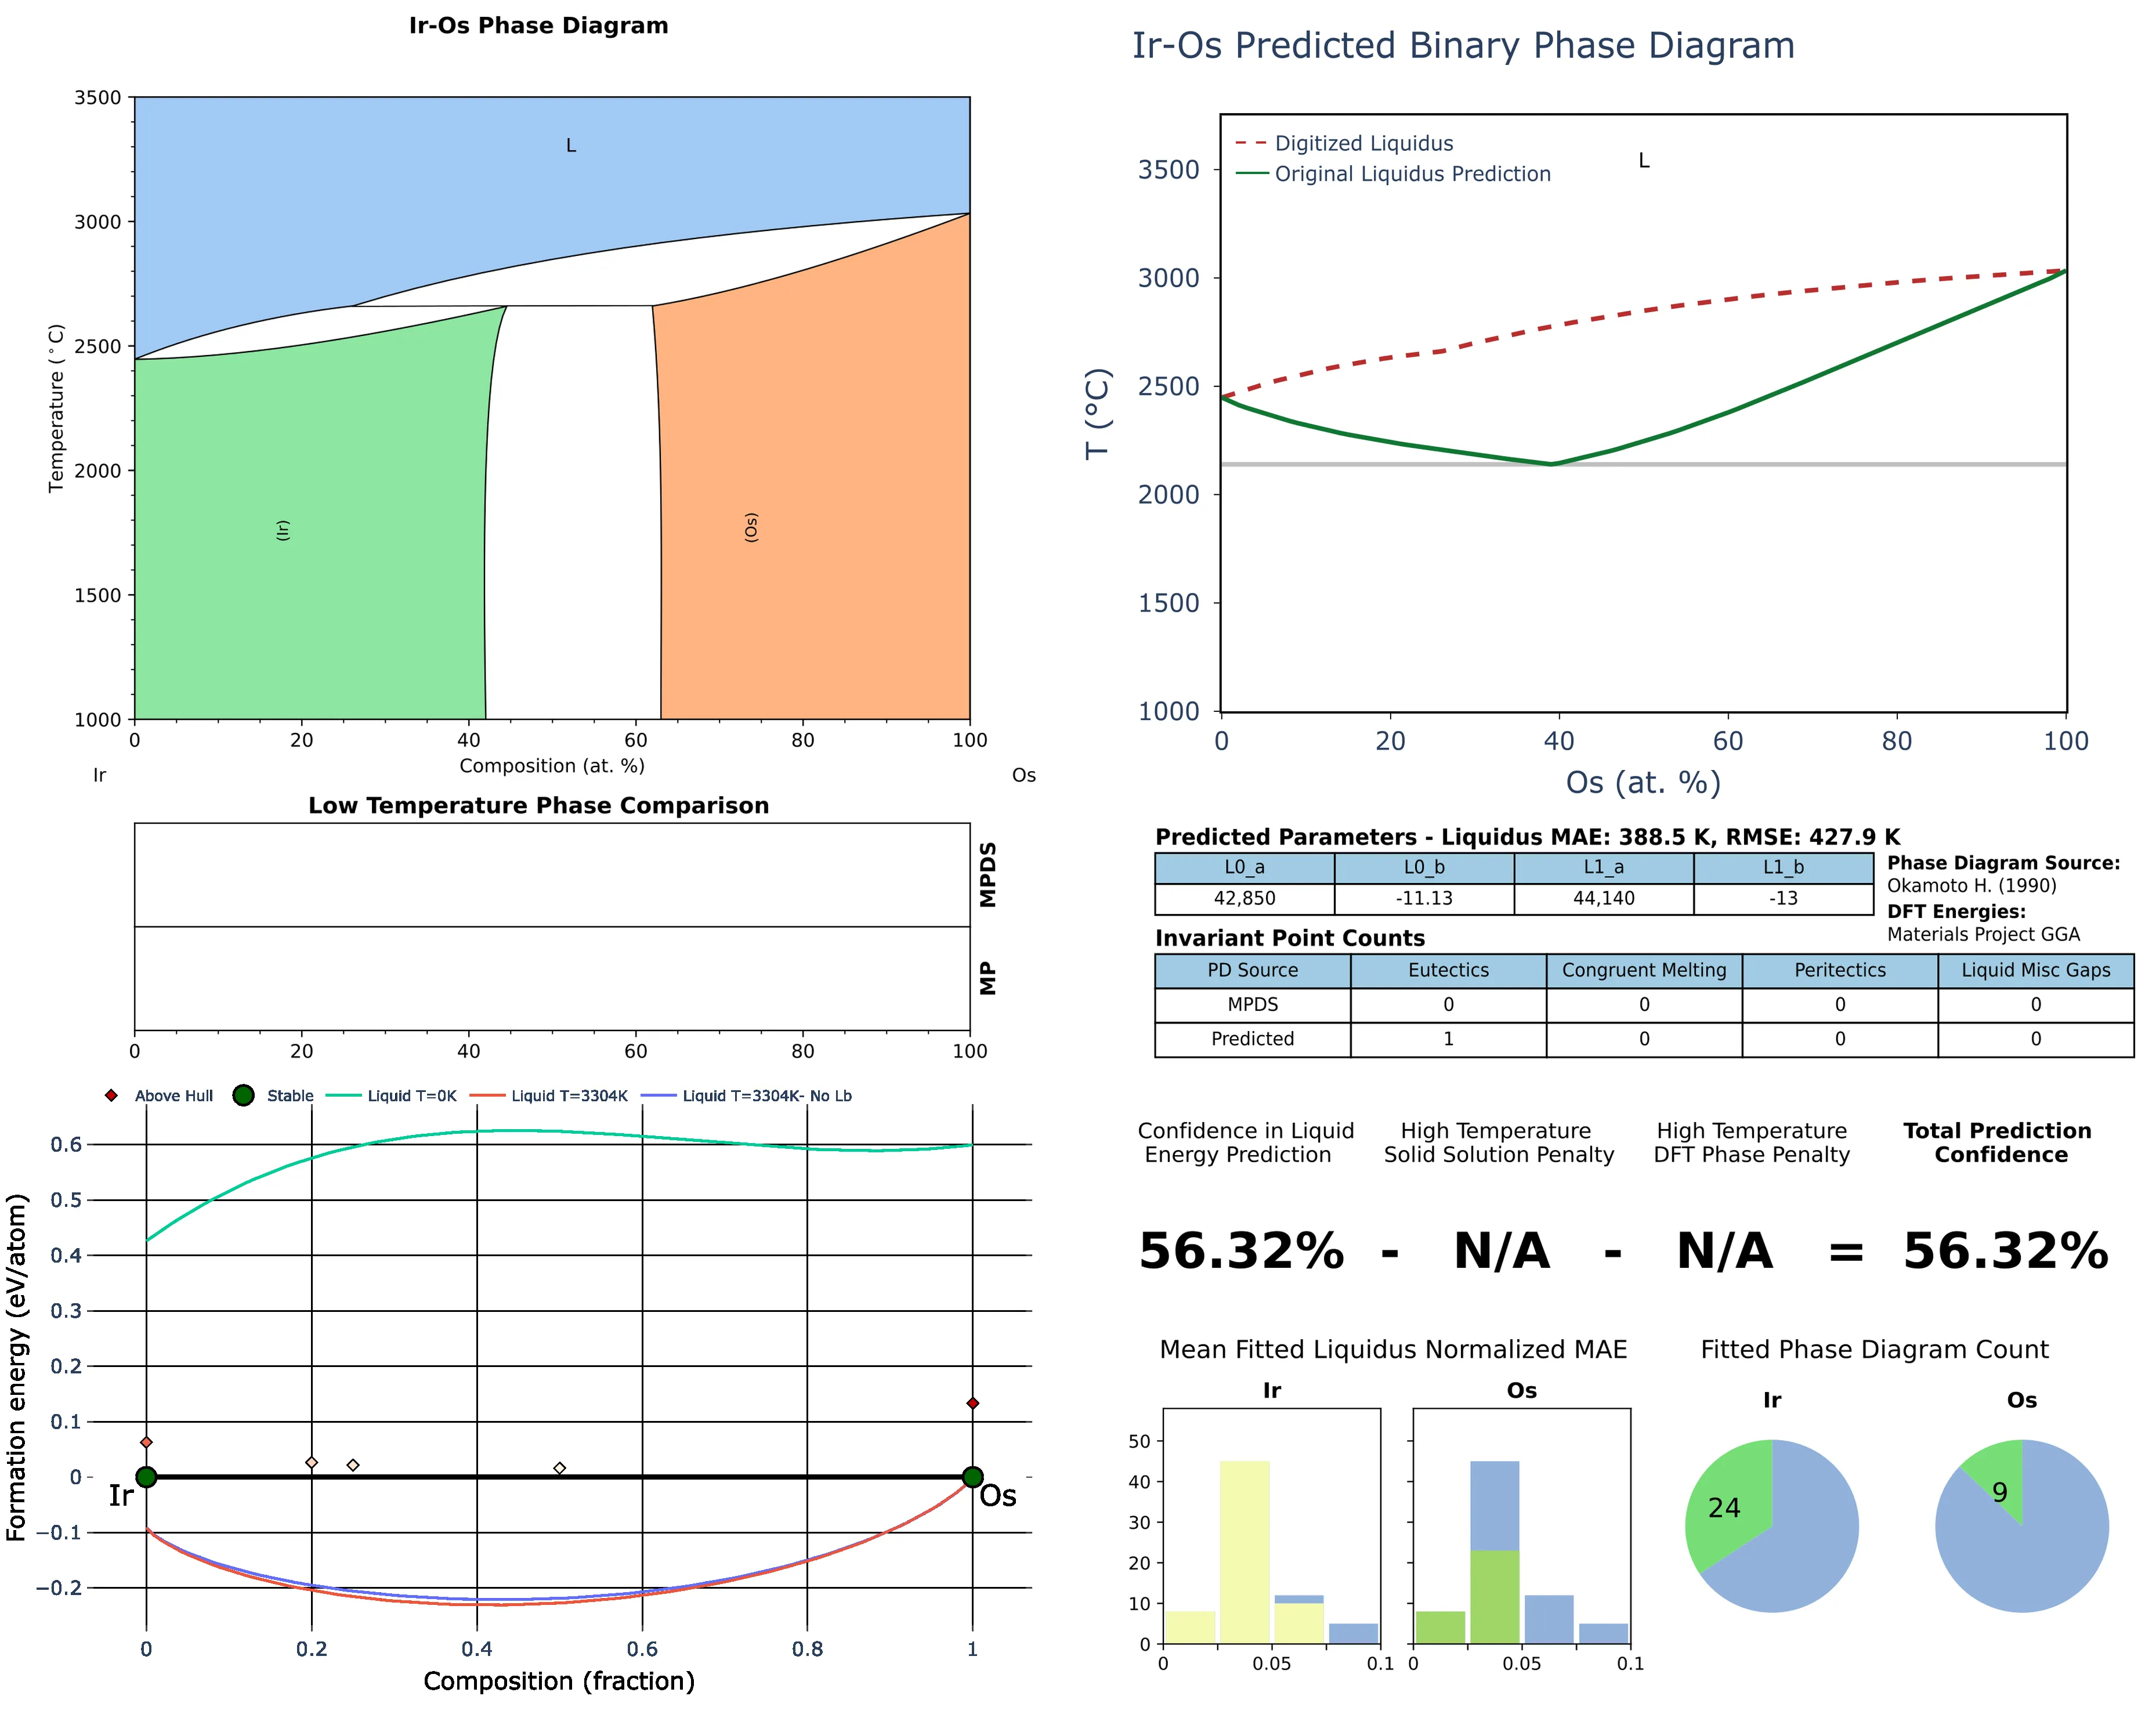 Ir-Os Phase Diagram
3500
3000
2500
2000
1500
1000
Temperature (°C)
L
(Ir)
(Os)
0 20 40 60 80 100
Composition (at. %)
Ir Os
Low Temperature Phase Comparison
MPDS
MP
0 20 40 60 80 100
Above Hull Stable Liquid T=0K Liquid T=3304K Liquid T=3304K- No Lb
0.6
0.5
0.4
0.3
0.2
0.1
0
−0.1
−0.2
Formation energy (eV/atom)
Ir Os
0 0.2 0.4 0.6 0.8 1
Composition (fraction)
Ir-Os Predicted Binary Phase Diagram
Digitized Liquidus
Original Liquidus Prediction
L
3500
3000
2500
2000
1500
1000
T (°C)
0 20 40 60 80 100
Os (at. %)
Predicted Parameters - Liquidus MAE: 388.5 K, RMSE: 427.9 K
L0_a L0_b L1_a L1_b
42,850 -11.13 44,140 -13
Phase Diagram Source:
Okamoto H. (1990)
DFT Energies:
Materials Project GGA
Invariant Point Counts
PD Source Eutectics Congruent Melting Peritectics Liquid Misc Gaps
MPDS 0 0 0 0
Predicted 1 0 0 0
Confidence in Liquid
Energy Prediction
High Temperature
Solid Solution Penalty
High Temperature
DFT Phase Penalty
Total Prediction
Confidence
56.32% - N/A - N/A = 56.32%
Mean Fitted Liquidus Normalized MAE
Ir Os
50
40
30
20
10
0
0 0.05 0.1 0 0.05 0.1
Fitted Phase Diagram Count
Ir Os
24 9